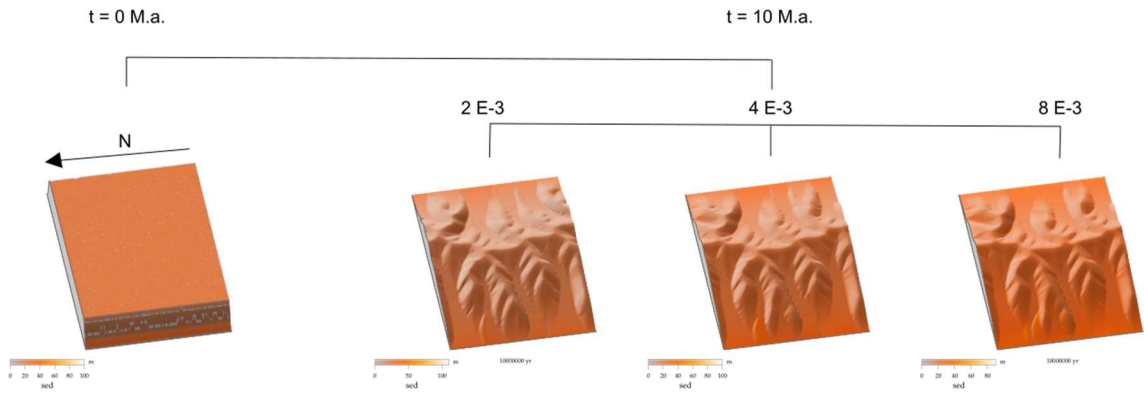 t = 0 M.a.
t = 10 M.a.
2 E-3
4 E-3
8 E-3
N
m
0 20 40 60 80 100
sed
m
10000000 yr
0 50 100
sed
m
0 20 40 60 80 100
sed
m
10000000 yr
0 20 40 60 80
sed